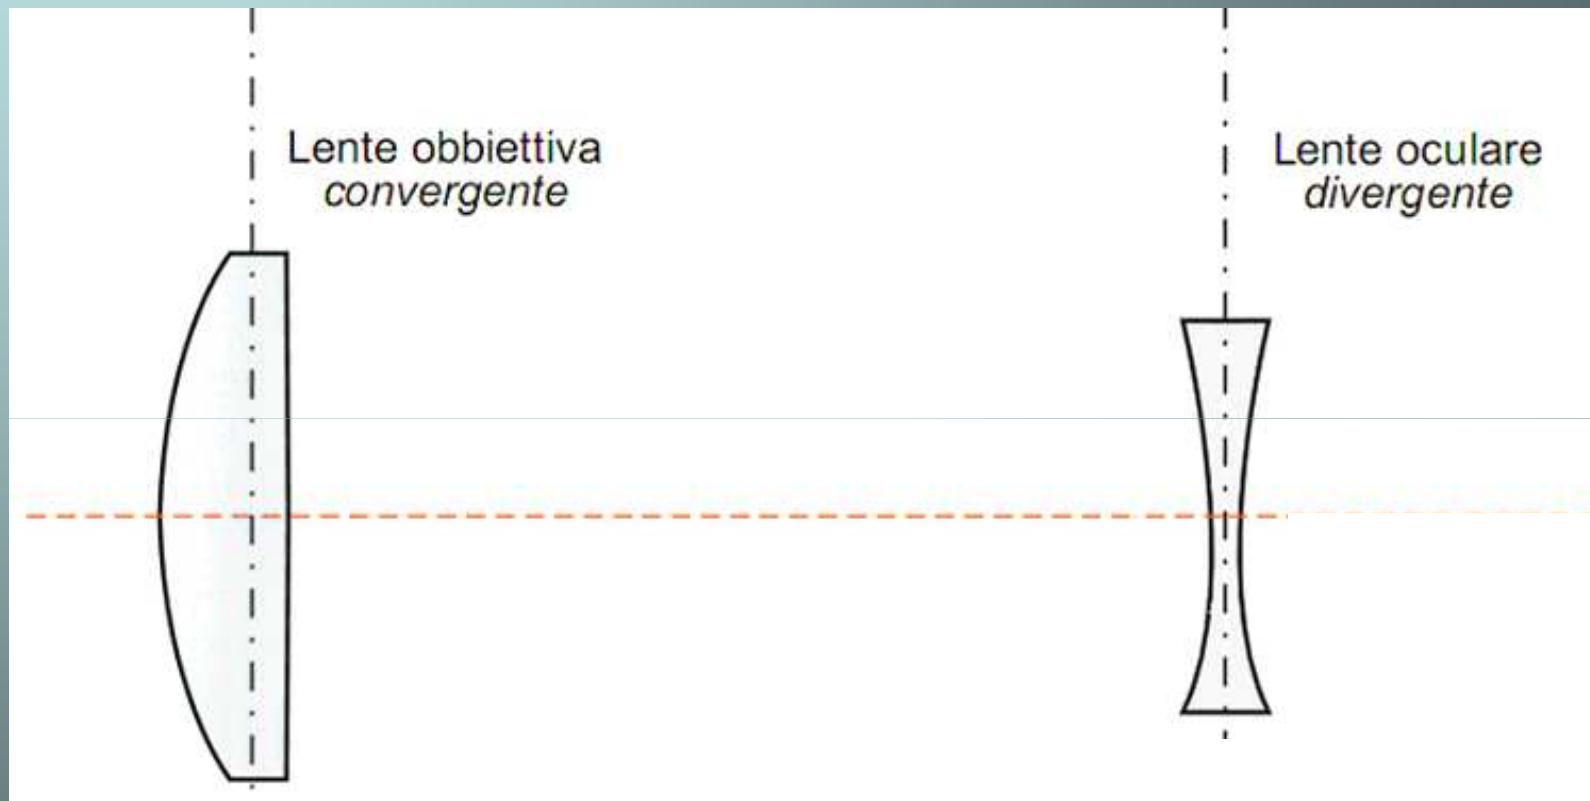 Lente obbiettiva
convergente
Lente oculare
divergente